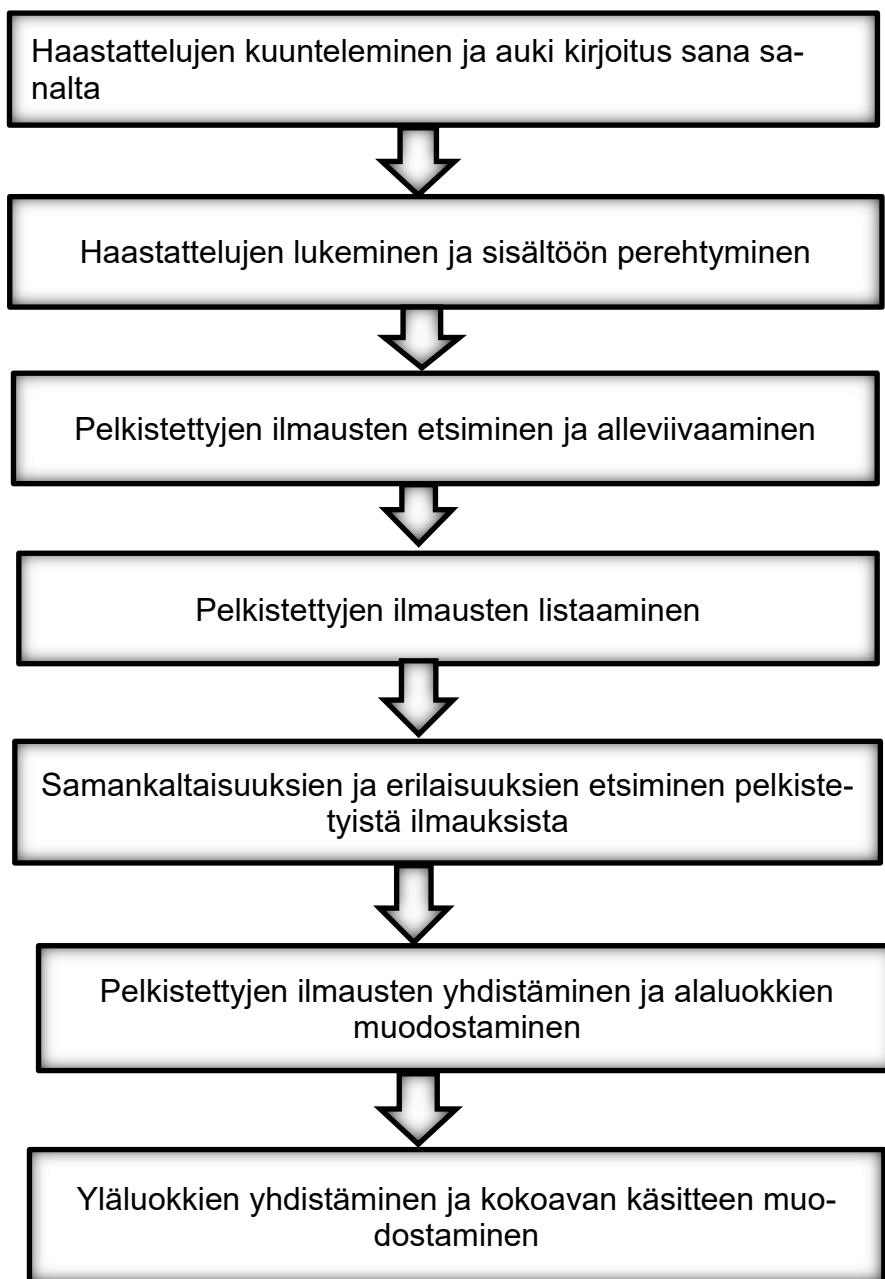 Haastattelujen kuunteleminen ja auki kirjoitus sana sa-
nalta
Haastattelujen lukeminen ja sisältöön perehtyminen
Pelkistettyjen ilmausten etsiminen ja alleviivaaminen
Pelkistettyjen ilmausten listaaminen
Samankaltaisuuksien ja erilaisuuksien etsiminen pelkiste-
tyistä ilmauksista
Pelkistettyjen ilmausten yhdistäminen ja alaluokkien
muodostaminen
Yläluokkien yhdistäminen ja kokoavan käsitteen muo-
dostaminen